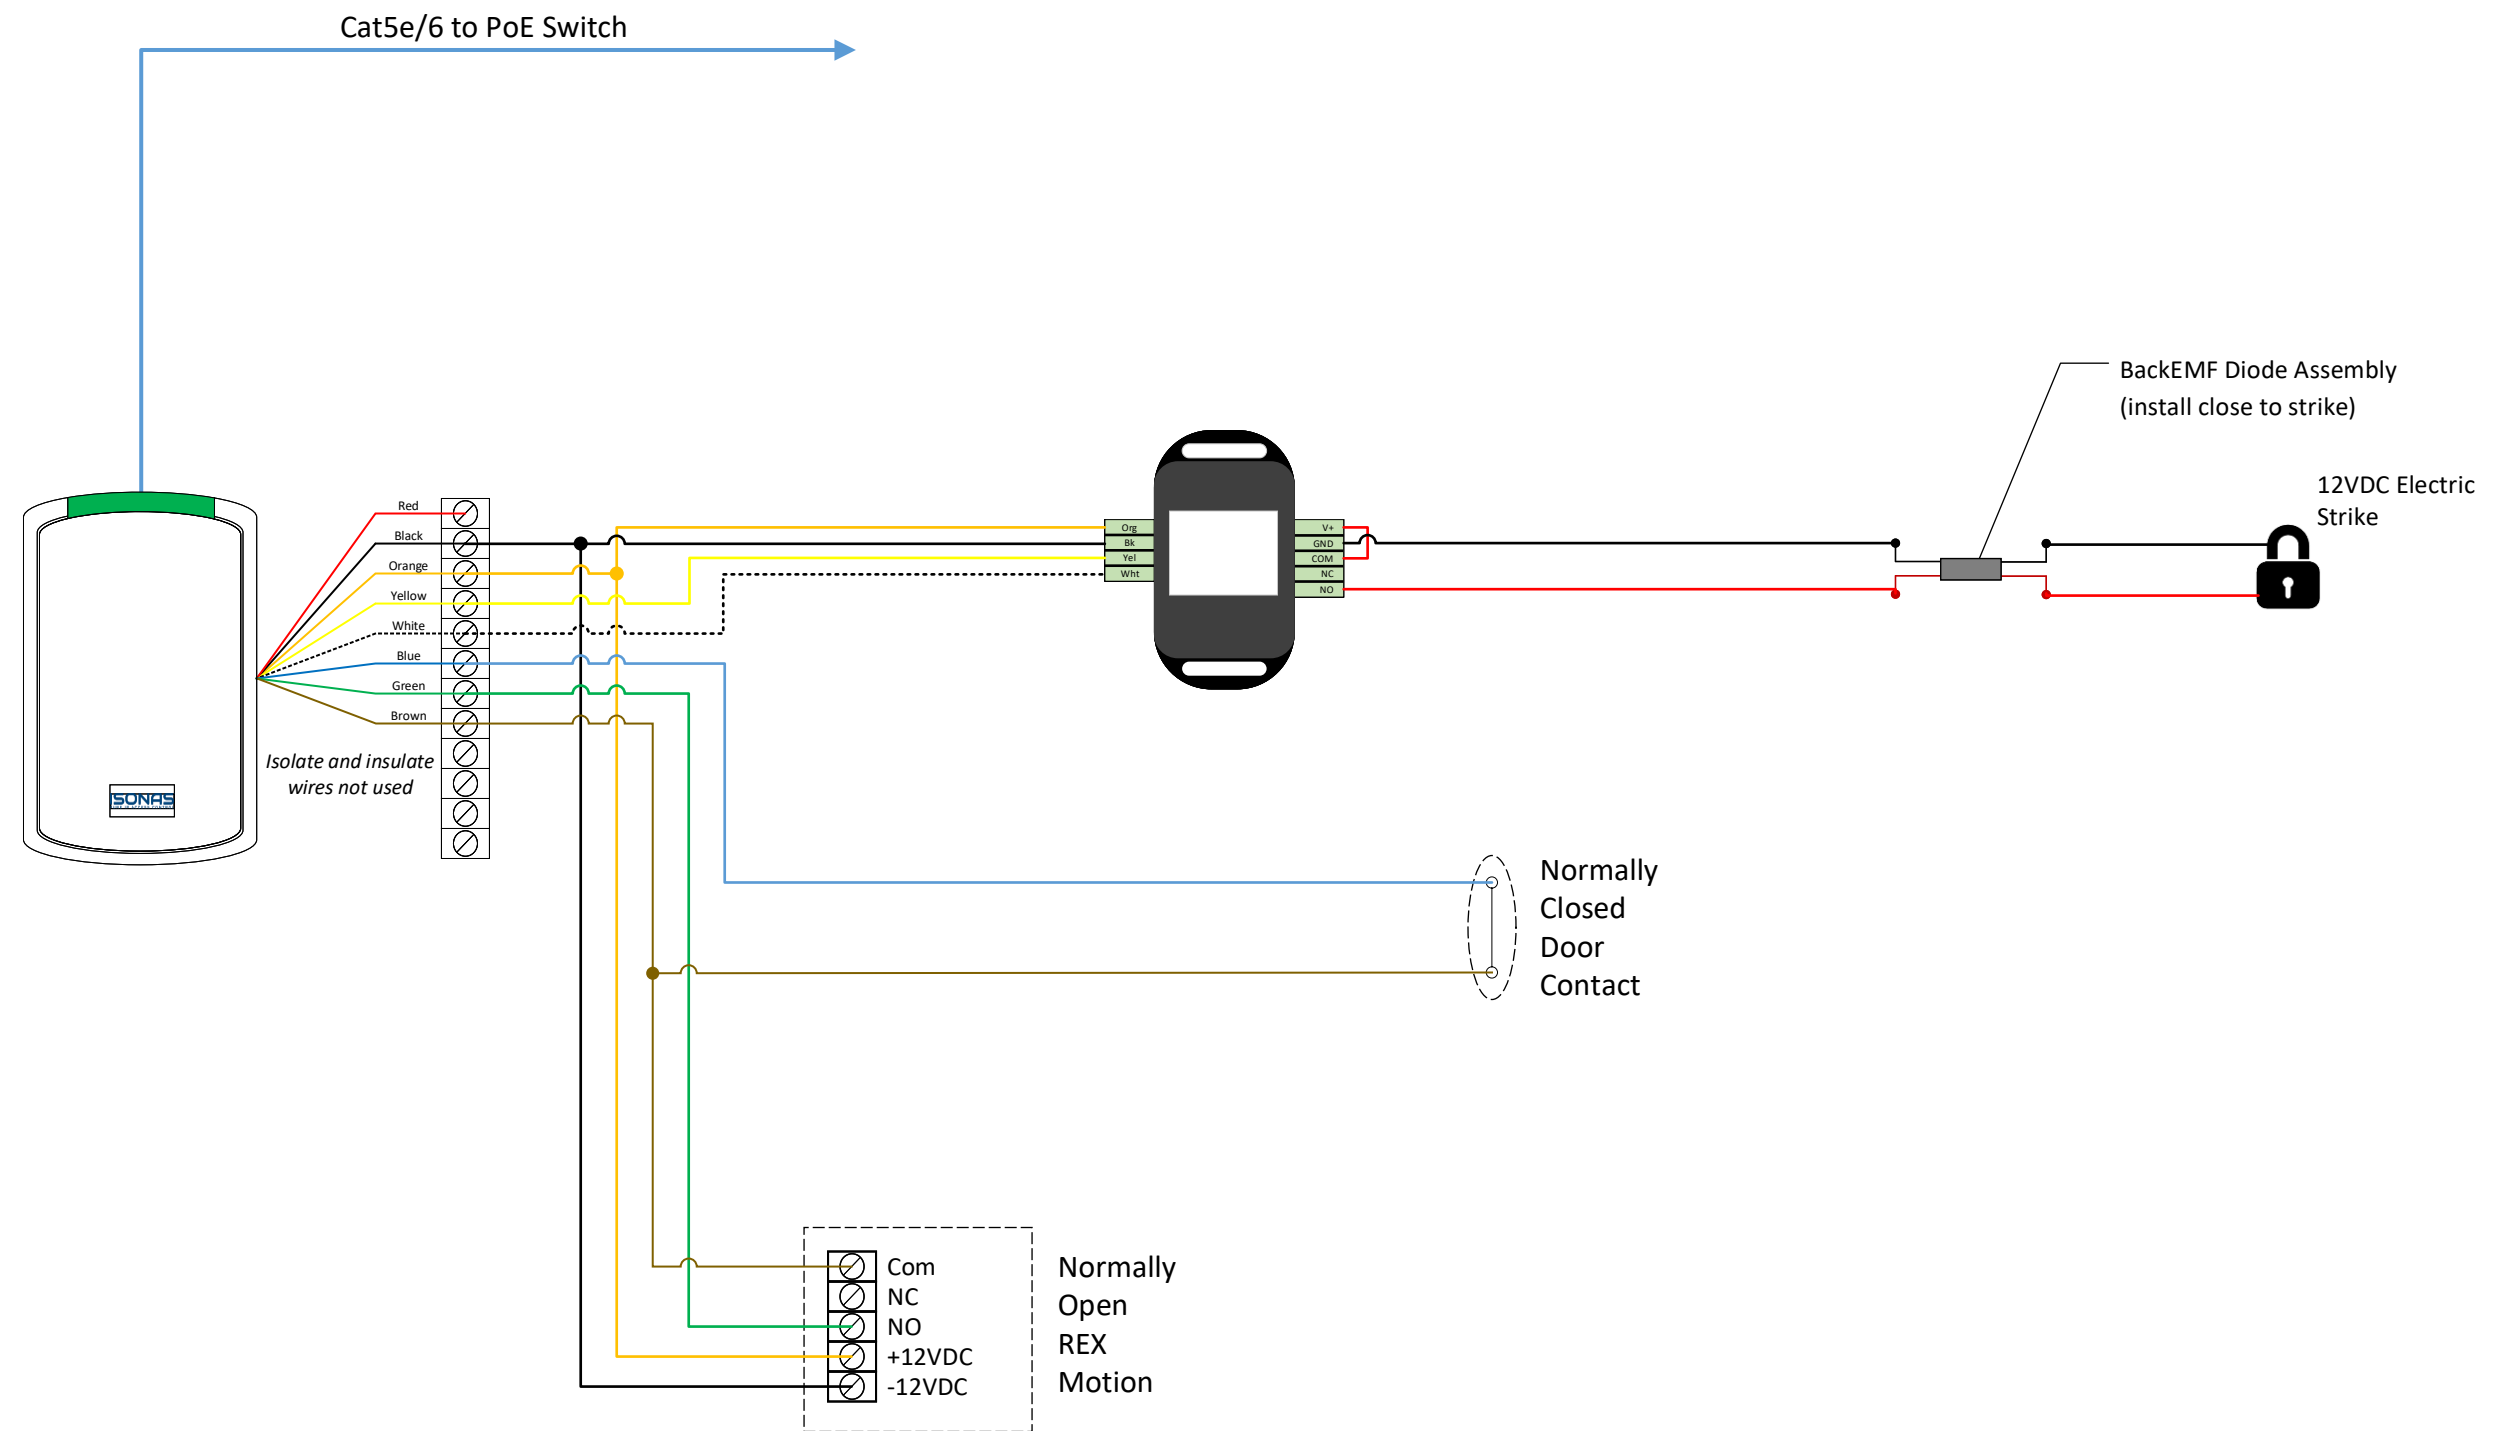 Cat5e/6 to PoE Switch
BackEMF Diode Assembly
(install close to strike)
12VDC Electric
Strike
Red
Black
Orange
Yellow
White
Blue
Green
Brown
Isolate and insulate
wires not used
ISONAS
Org
Bk
Yel
Wht
V+
GND
COM
NC
NO
Normally
Closed
Door
Contact
Com
NC
NO
+12VDC
-12VDC
Normally
Open
REX
Motion